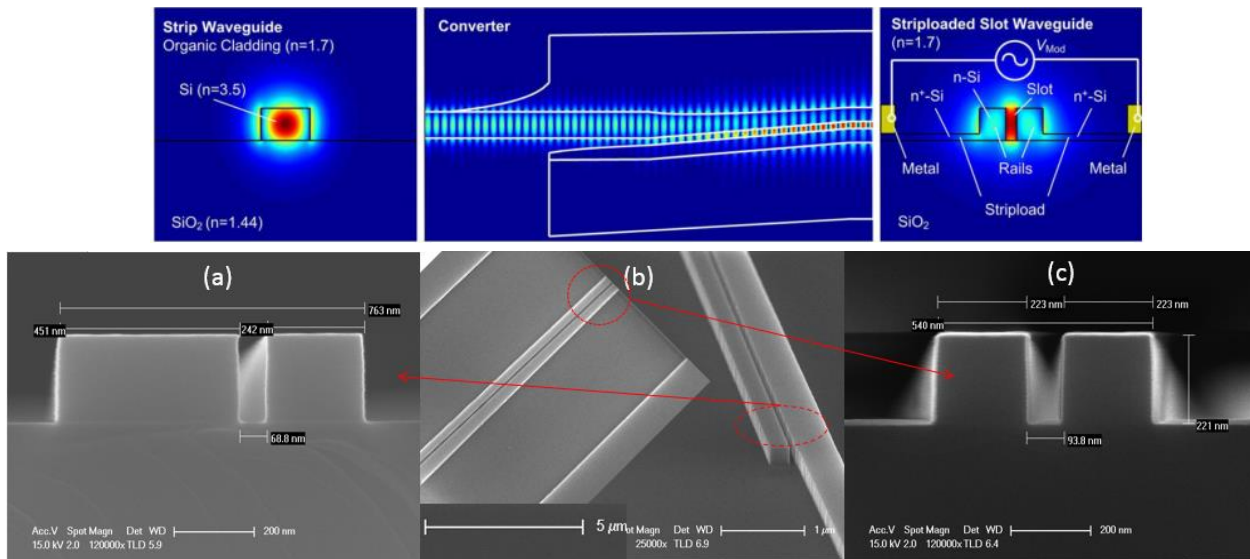 Strip Waveguide
Organic Cladding (n=1.7)
Si (n=3.5)
SiO₂ (n=1.44)
Converter
Striploaded Slot Waveguide
(n=1.7)
V_Mod
n-Si
Slot
n⁺-Si
n⁺-Si
Metal
Rails
Metal
Stripload
SiO₂
(a)
763 nm
451 nm
242 nm
68.8 nm
Acc.V Spot Magn Det WD
15.0 kV 2.0 120000x TLD 5.9
200 nm
(b)
5 μm
ot Magn Det WD
25000x TLD 6.9
1 μm
(c)
223 nm
223 nm
540 nm
221 nm
93.8 nm
Acc.V Spot Magn Det WD
15.0 kV 2.0 120000x TLD 6.4
200 nm